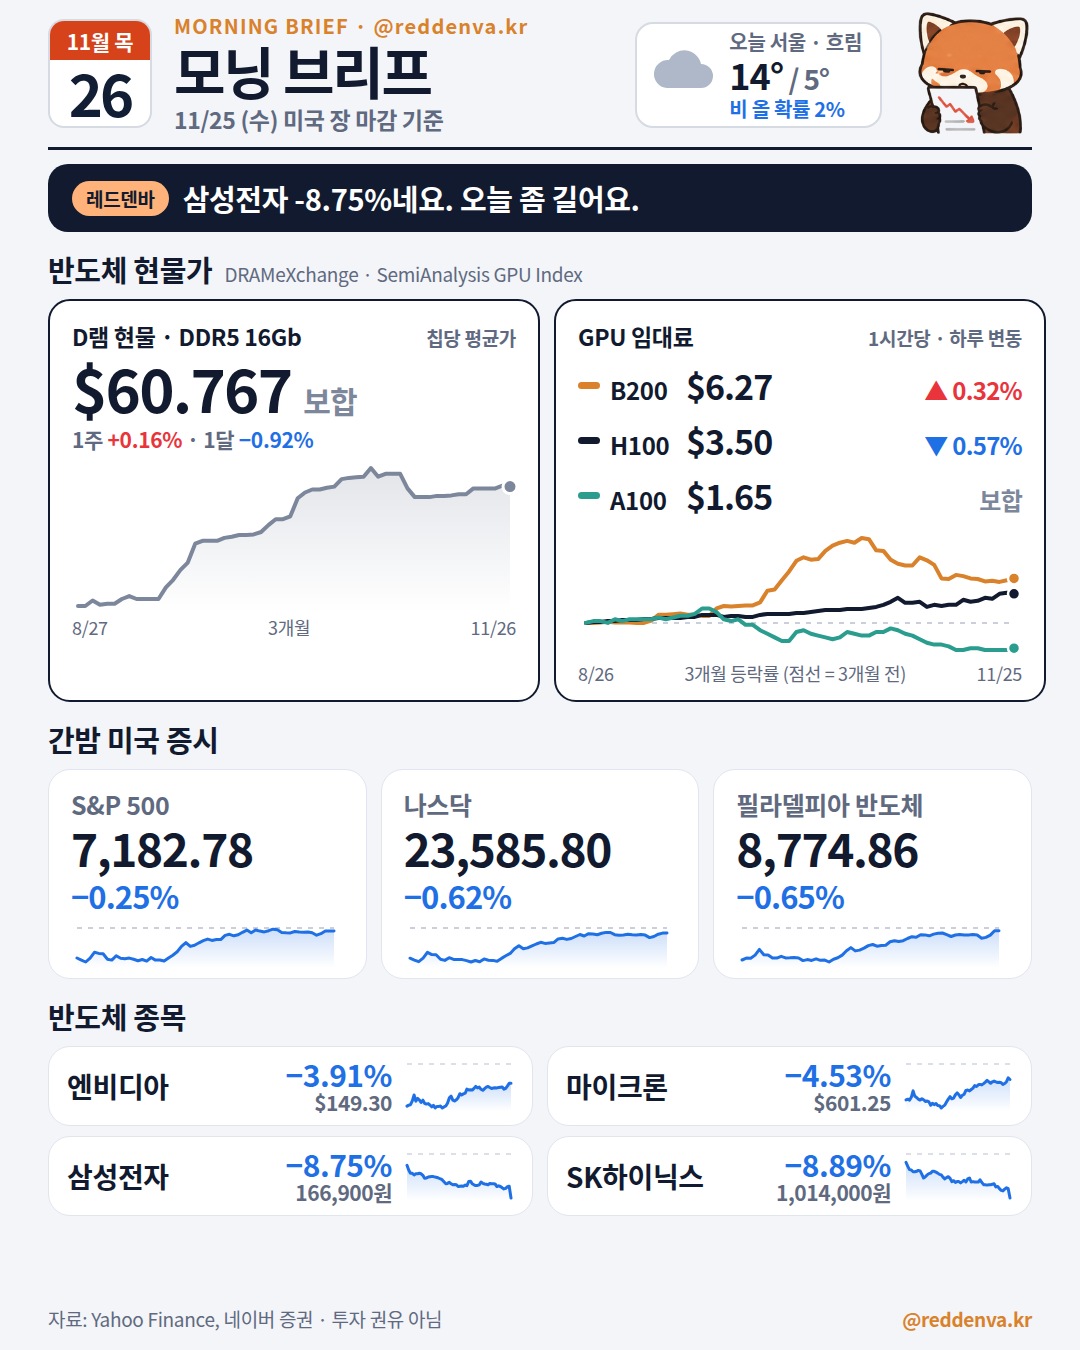 11월 목
26
MORNING BRIEF · @reddenva.kr
모닝 브리프
11/25 (수) 미국 장 마감 기준
오늘 서울 · 흐림
14° / 5°
비 올 확률 2%
레드덴바 삼성전자 -8.75%네요. 오늘 좀 길어요.
반도체 현물가 DRAMeXchange · SemiAnalysis GPU Index
D램 현물 · DDR5 16Gb 칩당 평균가
$60.767 보합
1주 +0.16% · 1달 −0.92%
8/27 3개월 11/26
GPU 임대료 1시간당 · 하루 변동
B200 $6.27 ▲ 0.32%
H100 $3.50 ▼ 0.57%
A100 $1.65 보합
8/26 3개월 등락률 (점선 = 3개월 전) 11/25
간밤 미국 증시
S&P 500
7,182.78
−0.25%
나스닥
23,585.80
−0.62%
필라델피아 반도체
8,774.86
−0.65%
반도체 종목
엔비디아 −3.91%
$149.30
마이크론 −4.53%
$601.25
삼성전자 −8.75%
166,900원
SK하이닉스 −8.89%
1,014,000원
자료: Yahoo Finance, 네이버 증권 · 투자 권유 아님
@reddenva.kr